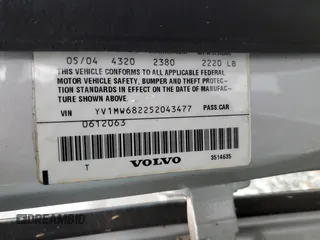 05/04 4320 2380 2220 LB
THIS VEHICLE CONFORMS TO ALL APPLICABLE FEDERAL
MOTOR VEHICLE SAFETY, BUMPER AND THEFT PROTEC-
TION STANDARDS IN EFFECT ON THE DATE OF MANUFAC-
TURE SHOWN ABOVE.
VIN YV1MW682252043477 PASS.CAR
0612063
T VOLVO 3514635
IDREAMBID